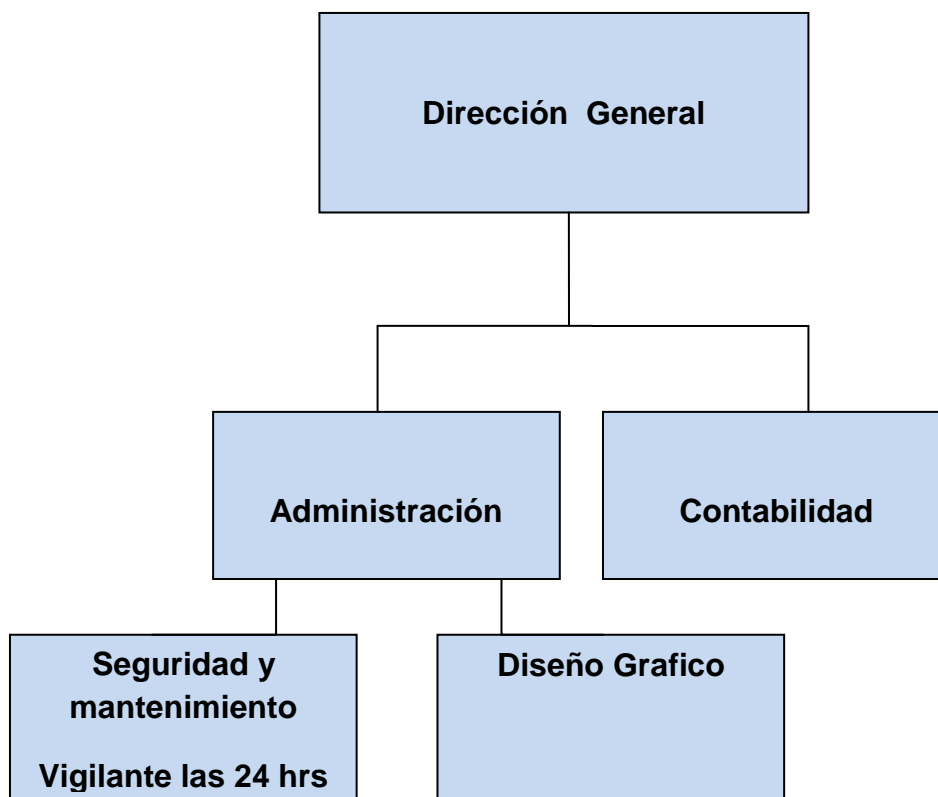 Dirección General
Administración
Contabilidad
Seguridad y
mantenimiento
Vigilante las 24 hrs
Diseño Grafico